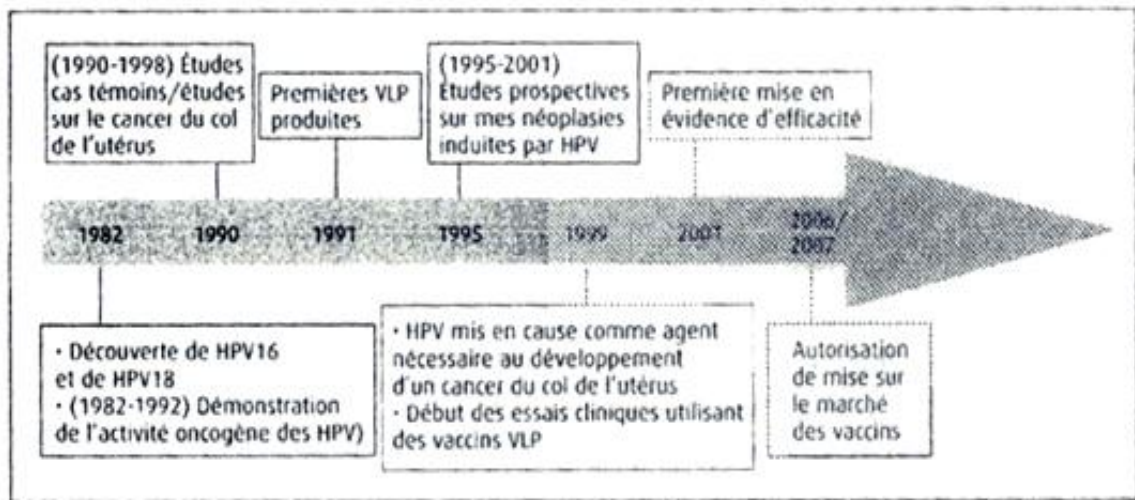 (1990-1998) Études
cas témoins/études
sur le cancer du col
de l'utérus
Premières VLP
produites
(1995-2001)
Études prospectives
sur mes néoplasies
induites par HPV
Première mise en
évidence d'efficacité
1982
1990
1991
1995
1999
2001
2006/
2007
• Découverte de HPV16
et de HPV18
• (1982-1992) Démonstration
de l'activité oncogène des HPV)
• HPV mis en cause comme agent
nécessaire au développement
d'un cancer du col de l'utérus
• Début des essais cliniques utilisant
des vaccins VLP
Autorisation
de mise sur
le marché
des vaccins